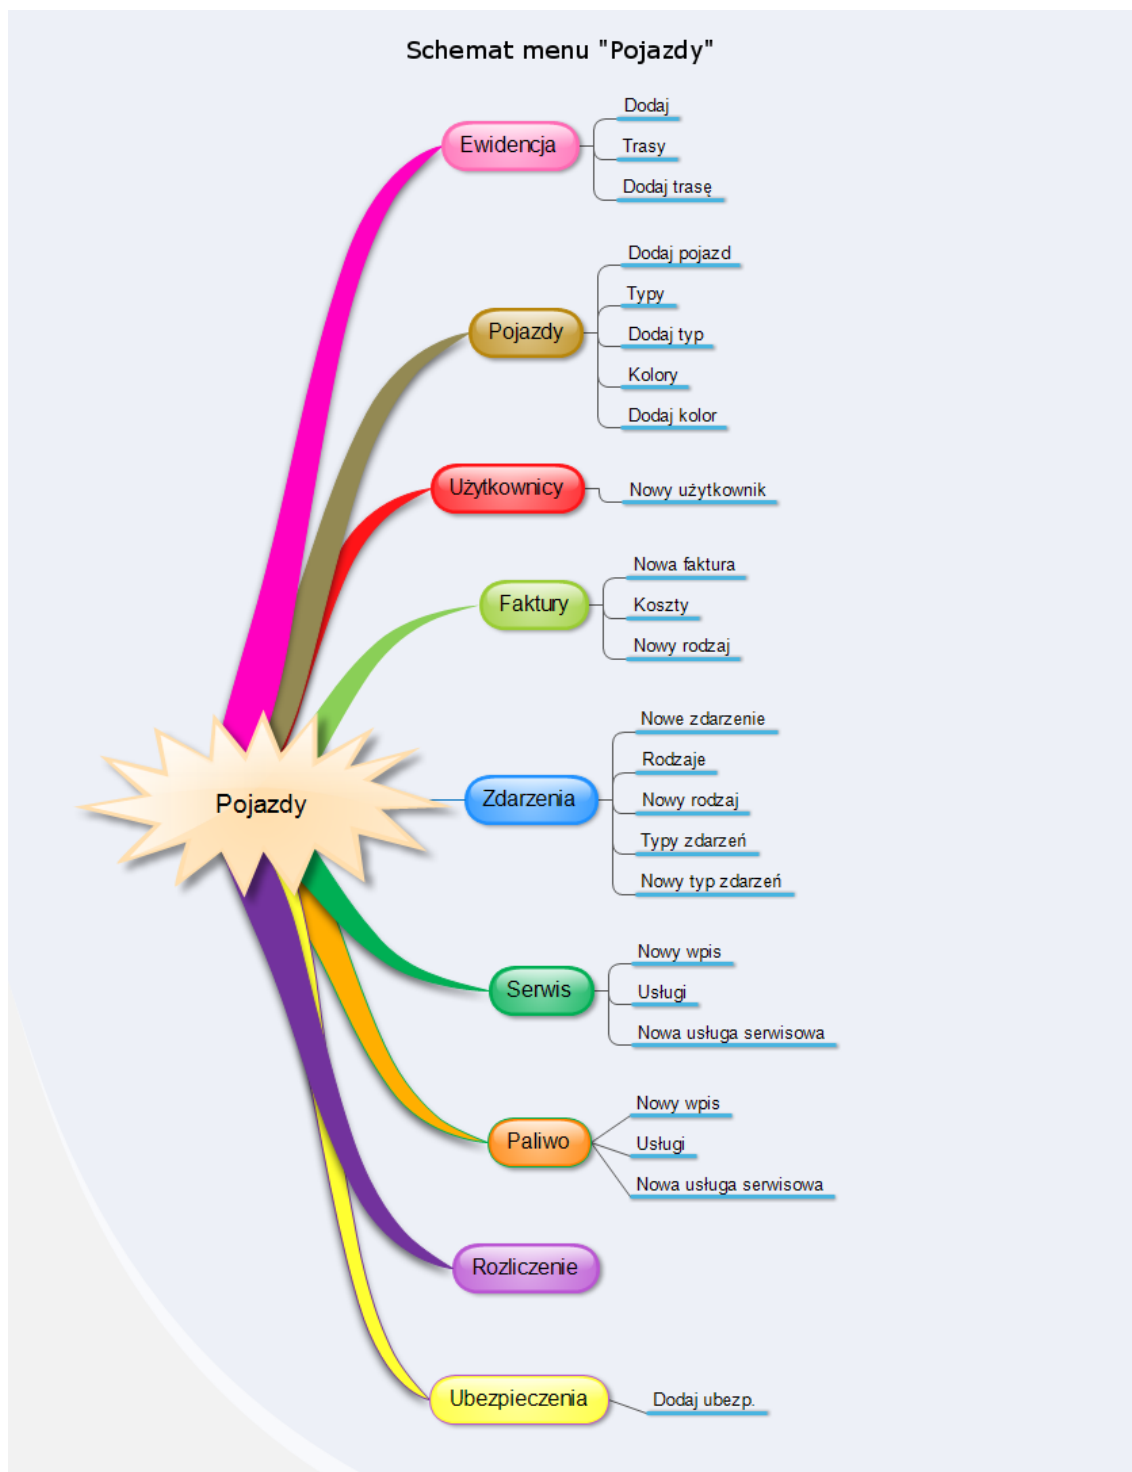 Schemat menu "Pojazdy"
Ewidencja
Dodaj
Trasy
Dodaj trasę
Pojazdy
Dodaj pojazd
Typy
Dodaj typ
Kolory
Dodaj kolor
Użytkownicy
Nowy użytkownik
Faktury
Nowa faktura
Koszty
Nowy rodzaj
Pojazdy
Zdarzenia
Nowe zdarzenie
Rodzaje
Nowy rodzaj
Typy zdarzeń
Nowy typ zdarzeń
Serwis
Nowy wpis
Usługi
Nowa usługa serwisowa
Paliwo
Nowy wpis
Usługi
Nowa usługa serwisowa
Rozliczenie
Ubezpieczenia
Dodaj ubezp.